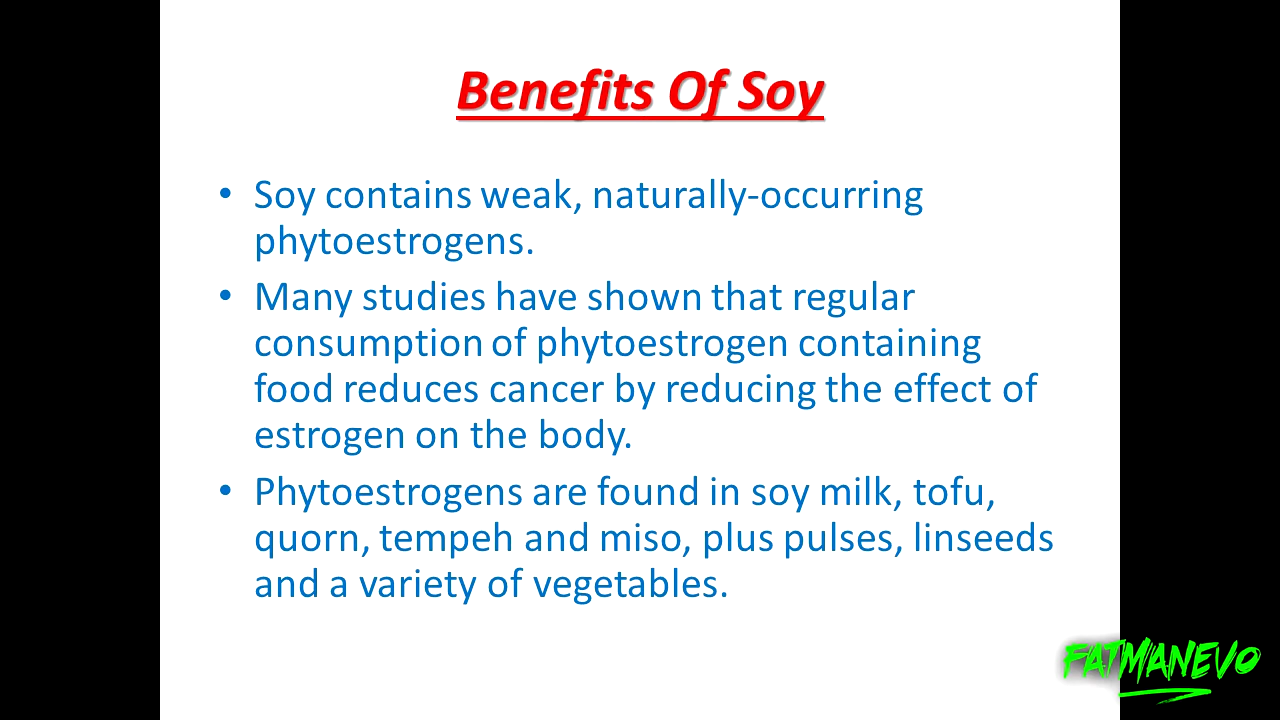 Benefits Of Soy
• Soy contains weak, naturally-occurring
phytoestrogens.
• Many studies have shown that regular
consumption of phytoestrogen containing
food reduces cancer by reducing the effect of
estrogen on the body.
• Phytoestrogens are found in soy milk, tofu,
quorn, tempeh and miso, plus pulses, linseeds
and a variety of vegetables.
FATMANEVO